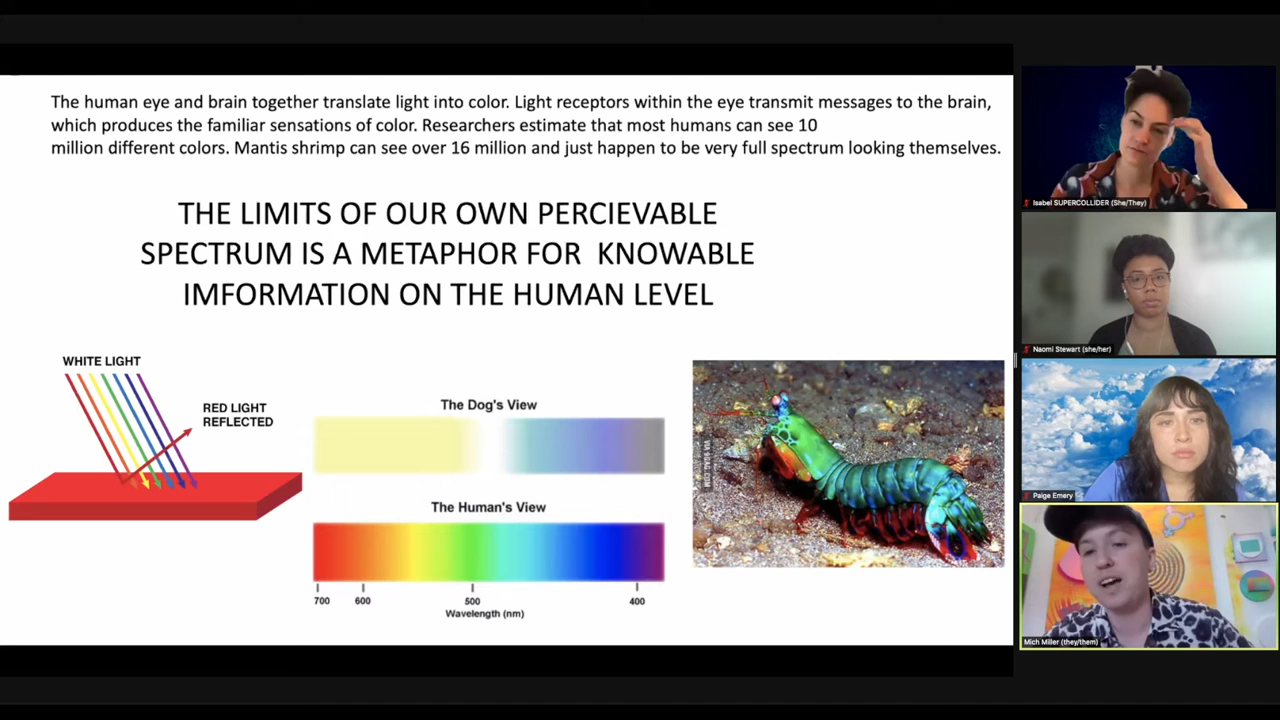 The human eye and brain together translate light into color. Light receptors within the eye transmit messages to the brain,
which produces the familiar sensations of color. Researchers estimate that most humans can see 10
million different colors. Mantis shrimp can see over 16 million and just happen to be very full spectrum looking themselves.
THE LIMITS OF OUR OWN PERCIEVABLE
SPECTRUM IS A METAPHOR FOR KNOWABLE
IMFORMATION ON THE HUMAN LEVEL
WHITE LIGHT
RED LIGHT
REFLECTED
The Dog's View
The Human's View
700 600 500 400
Wavelength (nm)
VIA 9GAG.COM
Isabel SUPERCOLLIDER (She/They)
Naomi Stewart (she/her)
Paige Emery
Mich Miller (they/them)